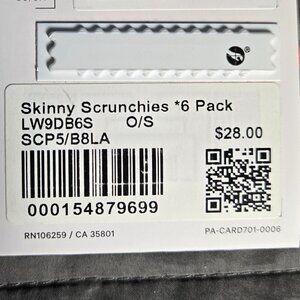 Skinny Scrunchies *6 Pack
LW9DB6S O/S
SCP5/B8LA $28.00
000154879699
RN106259 / CA 35801 PA-CARD701-0006